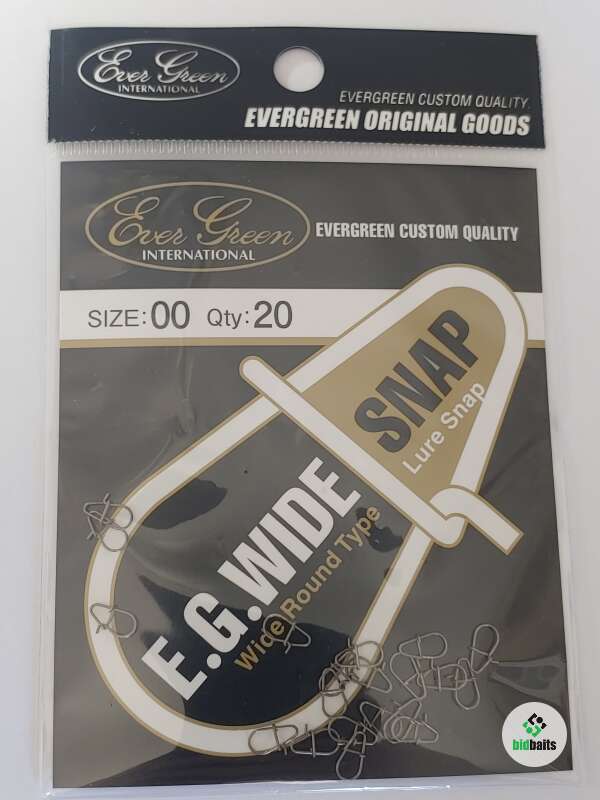 Ever Green
INTERNATIONAL
EVERGREEN CUSTOM QUALITY.
EVERGREEN ORIGINAL GOODS
Ever Green
INTERNATIONAL
EVERGREEN CUSTOM QUALITY
SIZE:00 Qty:20
SNAP
Lure Snap
E.G.WIDE
Wide Round Type
bidbaits